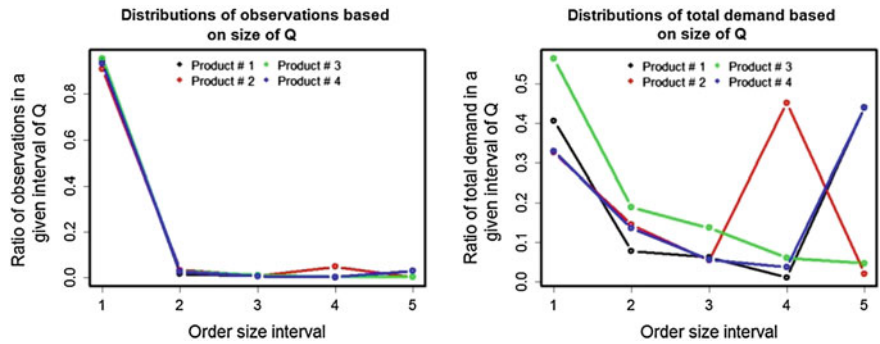 Distributions of observations based
on size of Q
Ratio of observations in a
given interval of Q
0.0
0.2
0.4
0.6
0.8
Product # 1
Product # 3
Product # 2
Product # 4
1
2
3
4
5
Order size interval
Distributions of total demand based
on size of Q
Ratio of total demand in a
given interval of Q
0.0
0.1
0.2
0.3
0.4
0.5
Product # 1
Product # 3
Product # 2
Product # 4
1
2
3
4
5
Order size interval